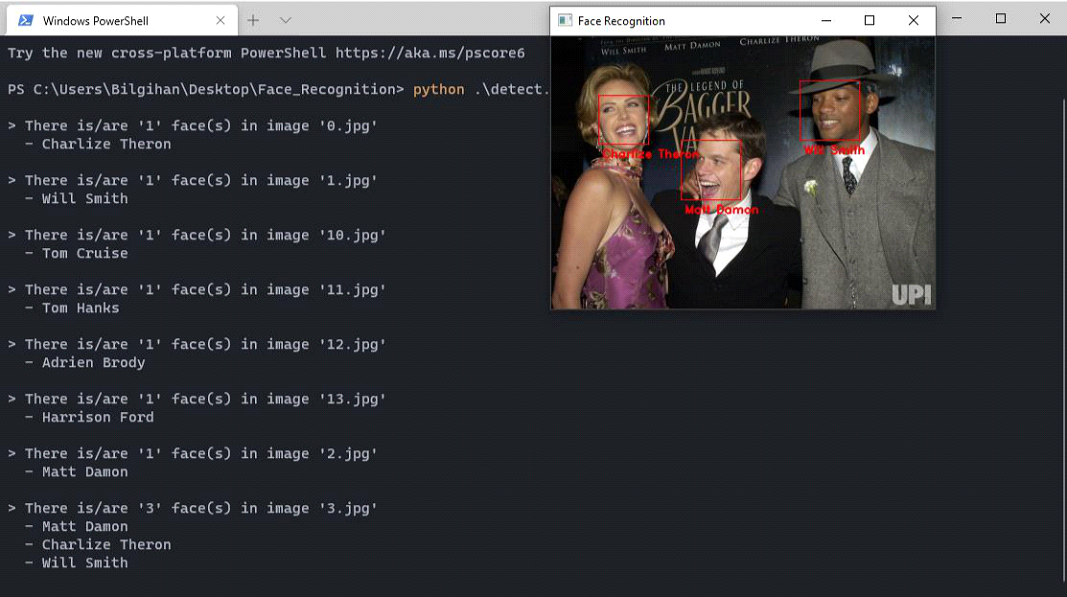 Windows PowerShell
Try the new cross-platform PowerShell https://aka.ms/pscore6
PS C:\Users\Bilgihan\Desktop\Face_Recognition> python .\detect.
> There is/are '1' face(s) in image '0.jpg'
- Charlize Theron
> There is/are '1' face(s) in image '1.jpg'
- Will Smith
> There is/are '1' face(s) in image '10.jpg'
- Tom Cruise
> There is/are '1' face(s) in image '11.jpg'
- Tom Hanks
> There is/are '1' face(s) in image '12.jpg'
- Adrien Brody
> There is/are '1' face(s) in image '13.jpg'
- Harrison Ford
> There is/are '1' face(s) in image '2.jpg'
- Matt Damon
> There is/are '3' face(s) in image '3.jpg'
- Matt Damon
- Charlize Theron
- Will Smith
Face Recognition
WILL SMITH MATT DAMON CHARLIZE THERON
THE LEGEND OF
BAGGER
VA
Charlize Theron
Will Smith
Matt Damon
UPI